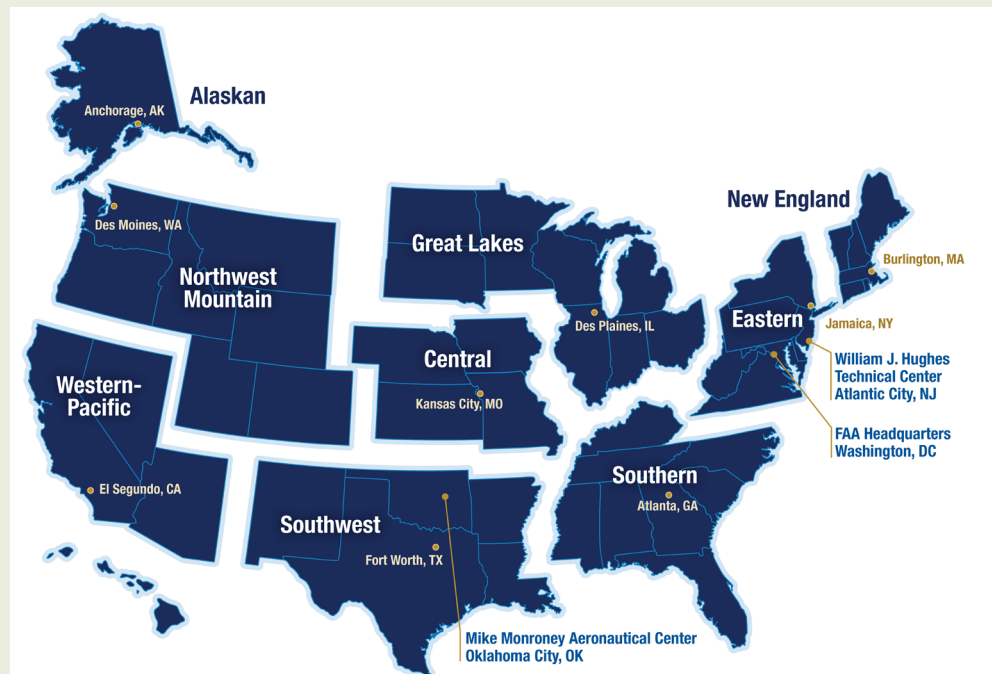 Alaskan
Anchorage, AK
New England
Des Moines, WA
Great Lakes
Burlington, MA
Northwest
Mountain
Des Plaines, IL
Eastern
Jamaica, NY
Central
William J. Hughes
Technical Center
Atlantic City, NJ
Western-
Pacific
Kansas City, MO
FAA Headquarters
Washington, DC
Southern
El Segundo, CA
Atlanta, GA
Southwest
Fort Worth, TX
Mike Monroney Aeronautical Center
Oklahoma City, OK